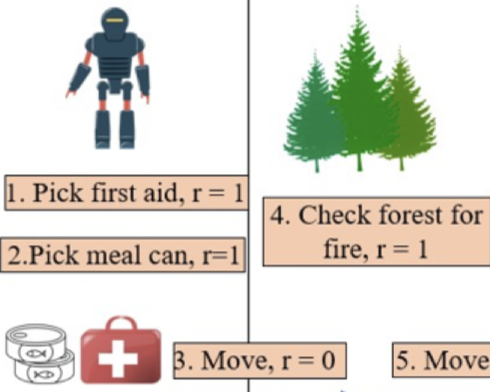 1. Pick first aid, r = 1
2.Pick meal can, r=1
4. Check forest for
fire, r = 1
3. Move, r = 0
5. Move